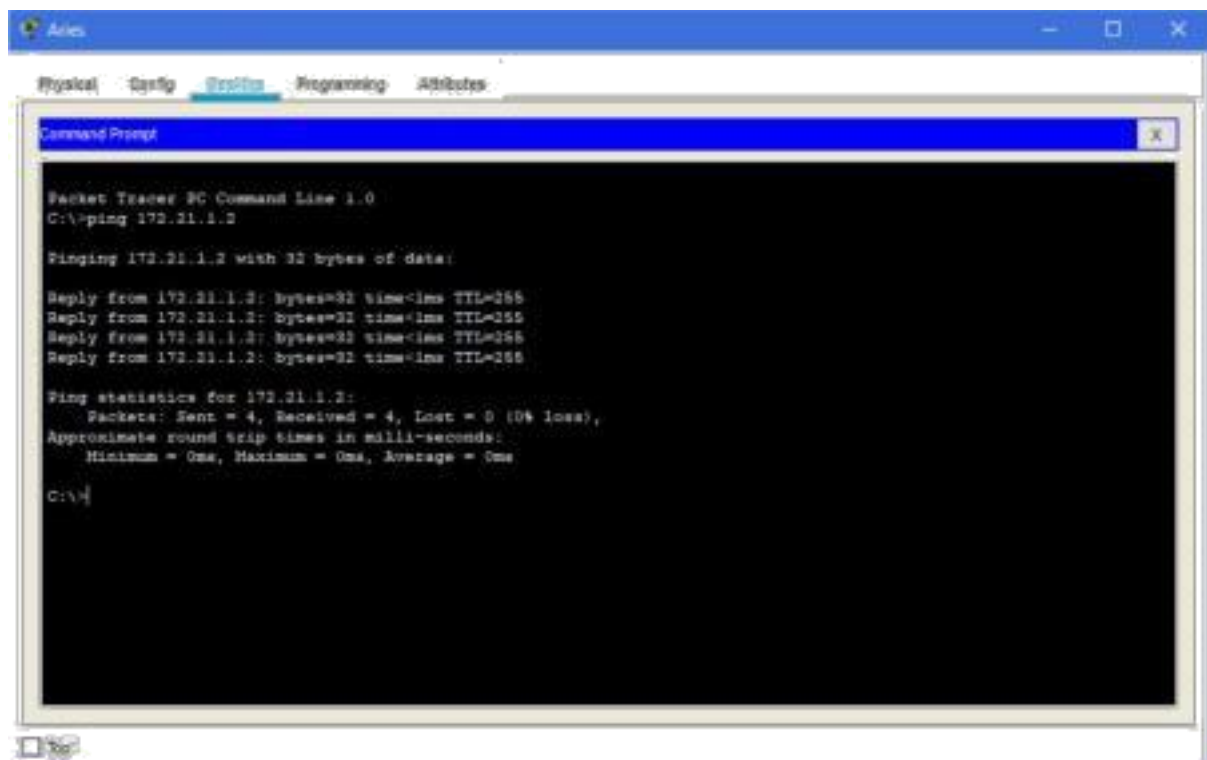 Aries
Physical Config Desktop Programming Attributes
Command Prompt
X
Packet Tracer PC Command Line 1.0
C:\>ping 172.21.1.2
Pinging 172.21.1.2 with 32 bytes of data:
Reply from 172.21.1.2: bytes=32 time<1ms TTL=255
Reply from 172.21.1.2: bytes=32 time<1ms TTL=255
Reply from 172.21.1.2: bytes=32 time<1ms TTL=255
Reply from 172.21.1.2: bytes=32 time<1ms TTL=255
Ping statistics for 172.21.1.2:
Packets: Sent = 4, Received = 4, Lost = 0 (0% loss),
Approximate round trip times in milli-seconds:
Minimum = 0ms, Maximum = 0ms, Average = 0ms
C:\>
Top